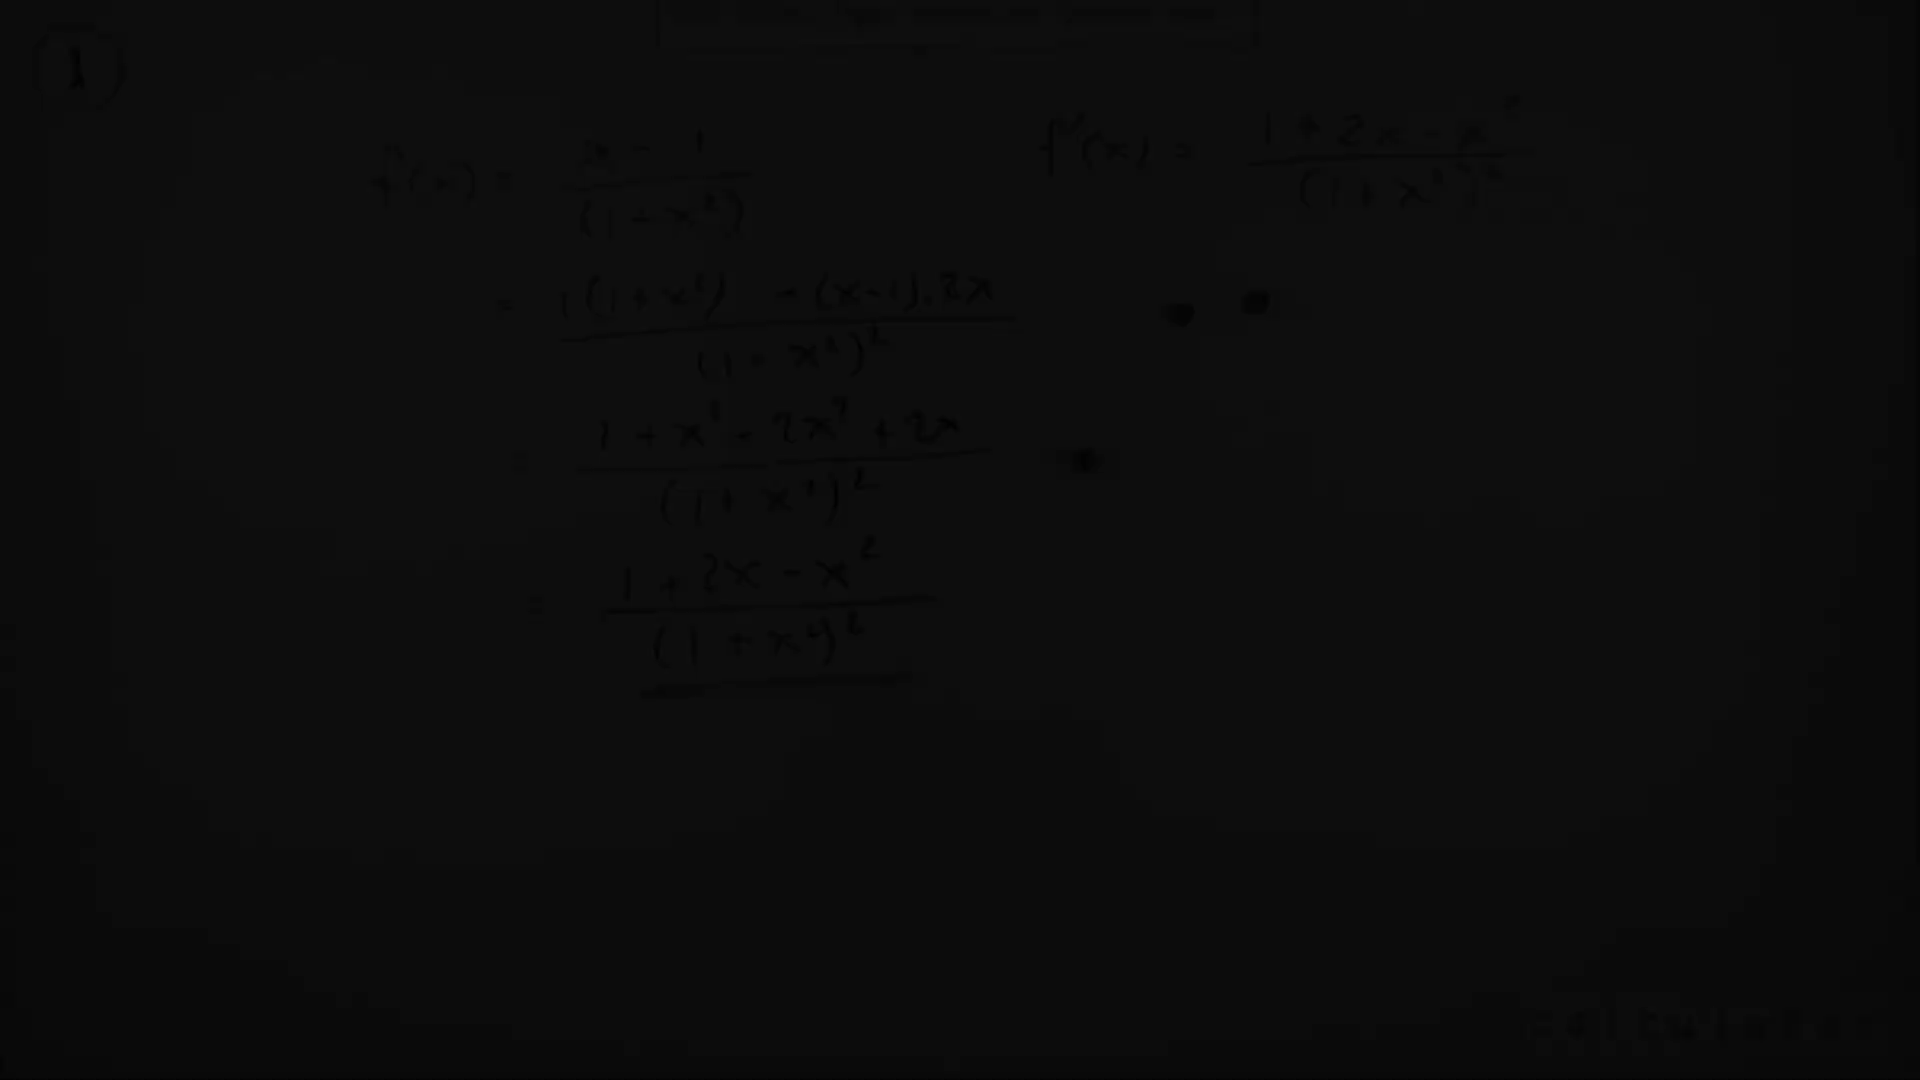 1
f(x) = x - 1 / (1 + x²)
= 1(1 + x²) - (x - 1).2x / (1 + x²)²
= 1 + x² - 2x² + 2x / (1 + x²)²
= 1 + 2x - x² / (1 + x²)²
f'(x) = 1 + 2x - x² / (1 + x²)²